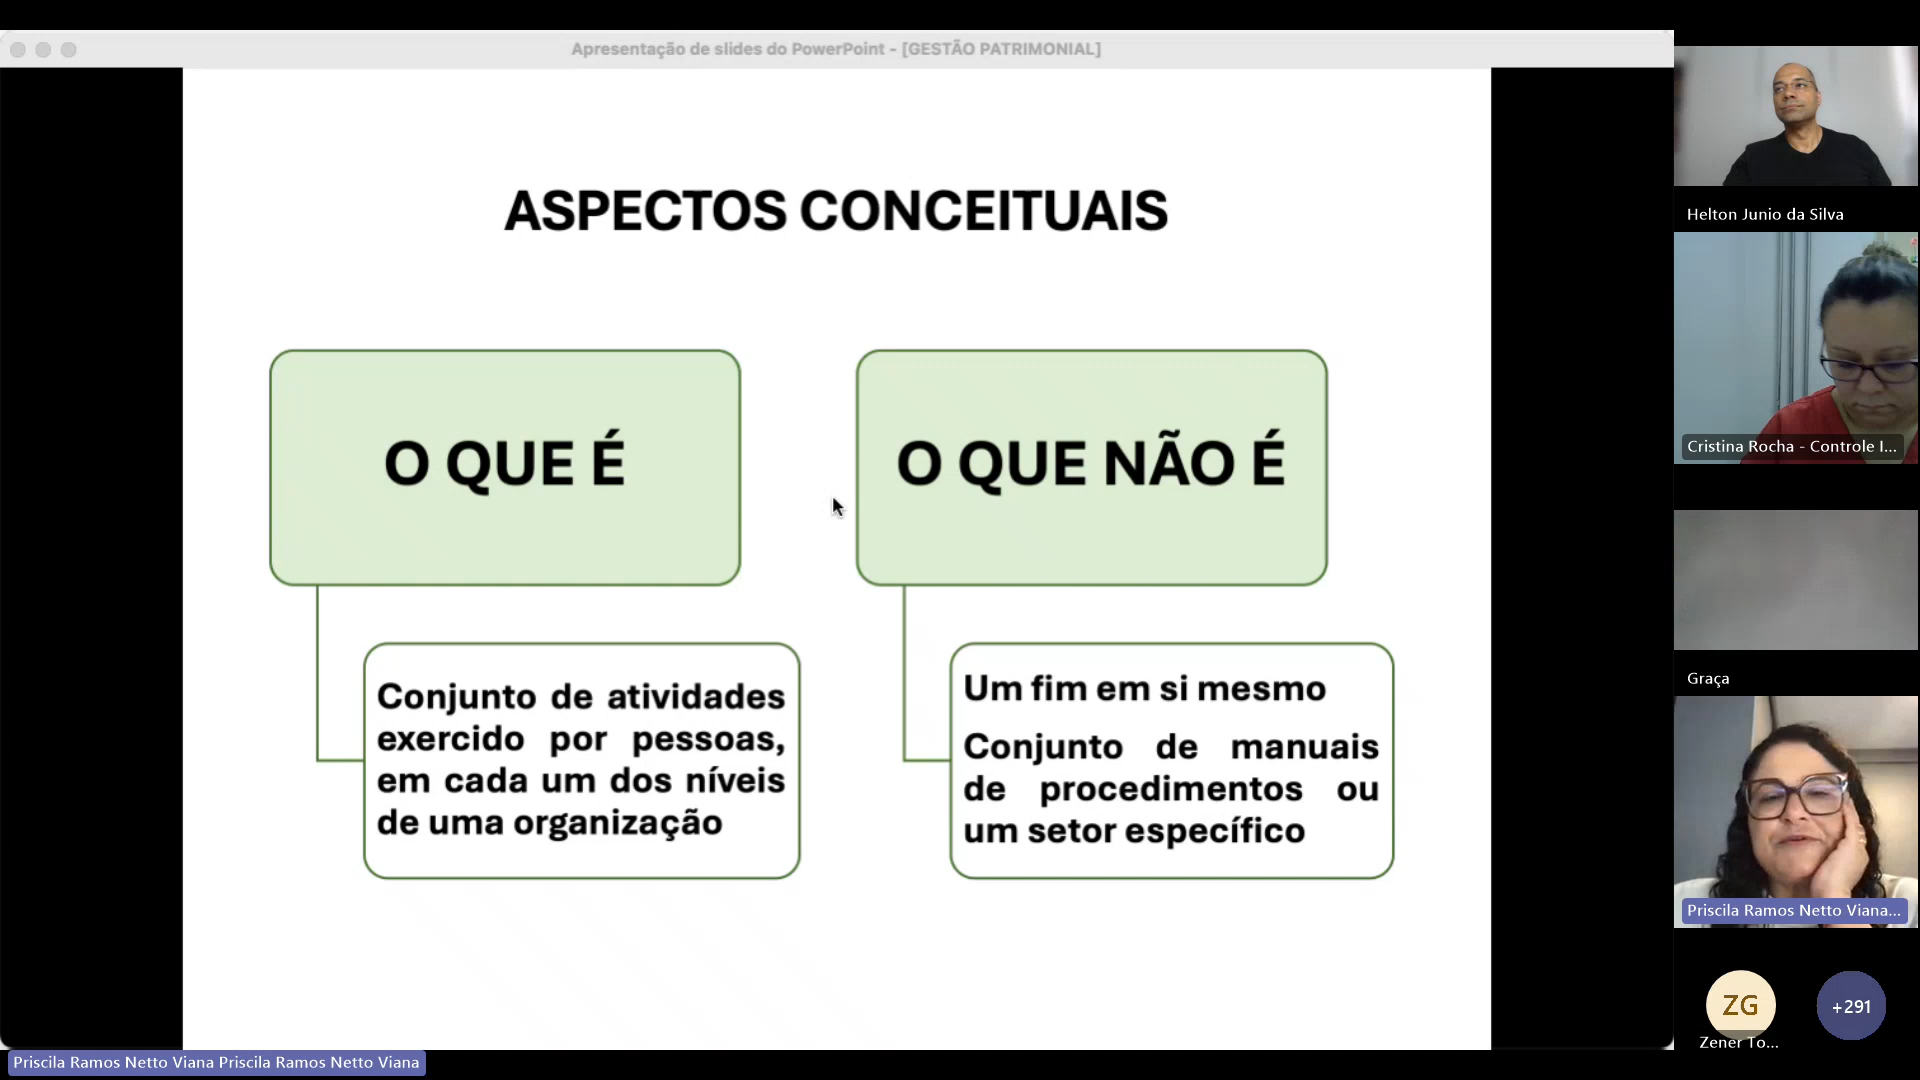 Apresentação de slides do PowerPoint - [GESTÃO PATRIMONIAL]
ASPECTOS CONCEITUAIS
O QUE É
Conjunto de atividades
exercido por pessoas,
em cada um dos níveis
de uma organização
O QUE NÃO É
Um fim em si mesmo
Conjunto de manuais
de procedimentos ou
um setor específico
Helton Junio da Silva
Cristina Rocha - Controle I...
Graça
Priscila Ramos Netto Viana...
ZG
Zener To...
+291
Priscila Ramos Netto Viana Priscila Ramos Netto Viana